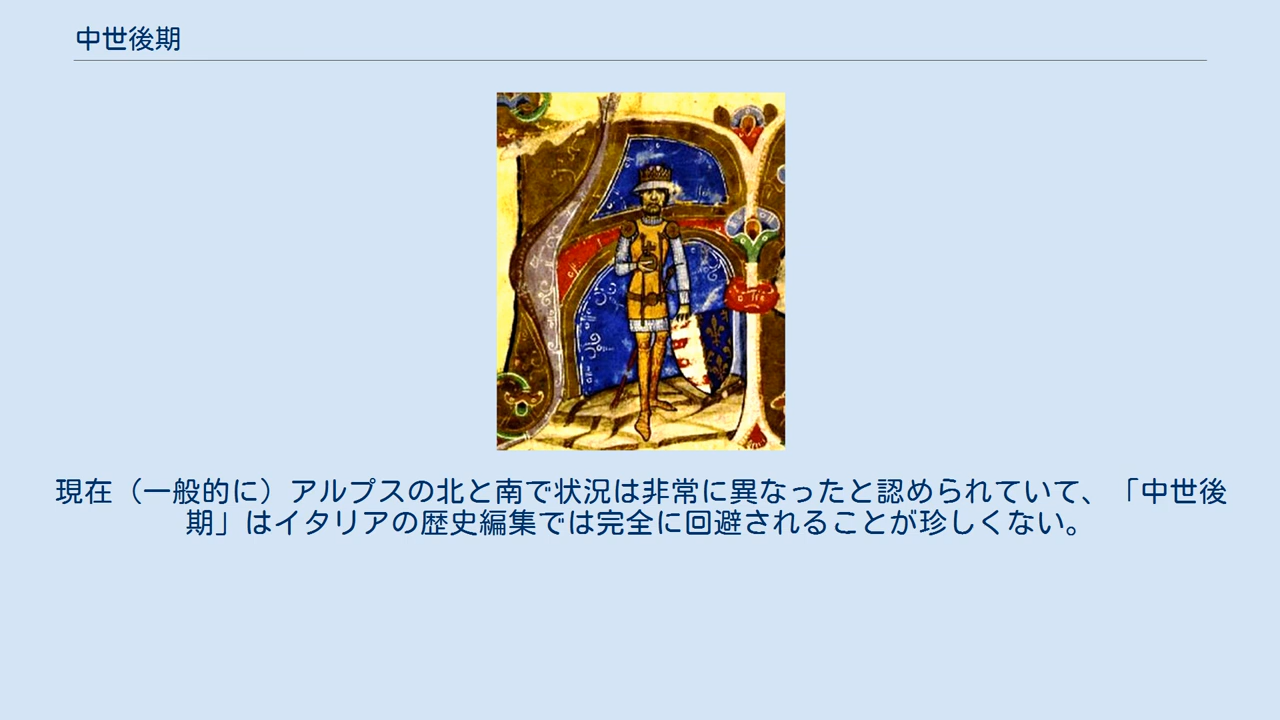 中世後期
現在（一般的に）アルプスの北と南で状況は非常に異なったと認められていて、「中世後
期」はイタリアの歴史編集では完全に回避されることが珍しくない。